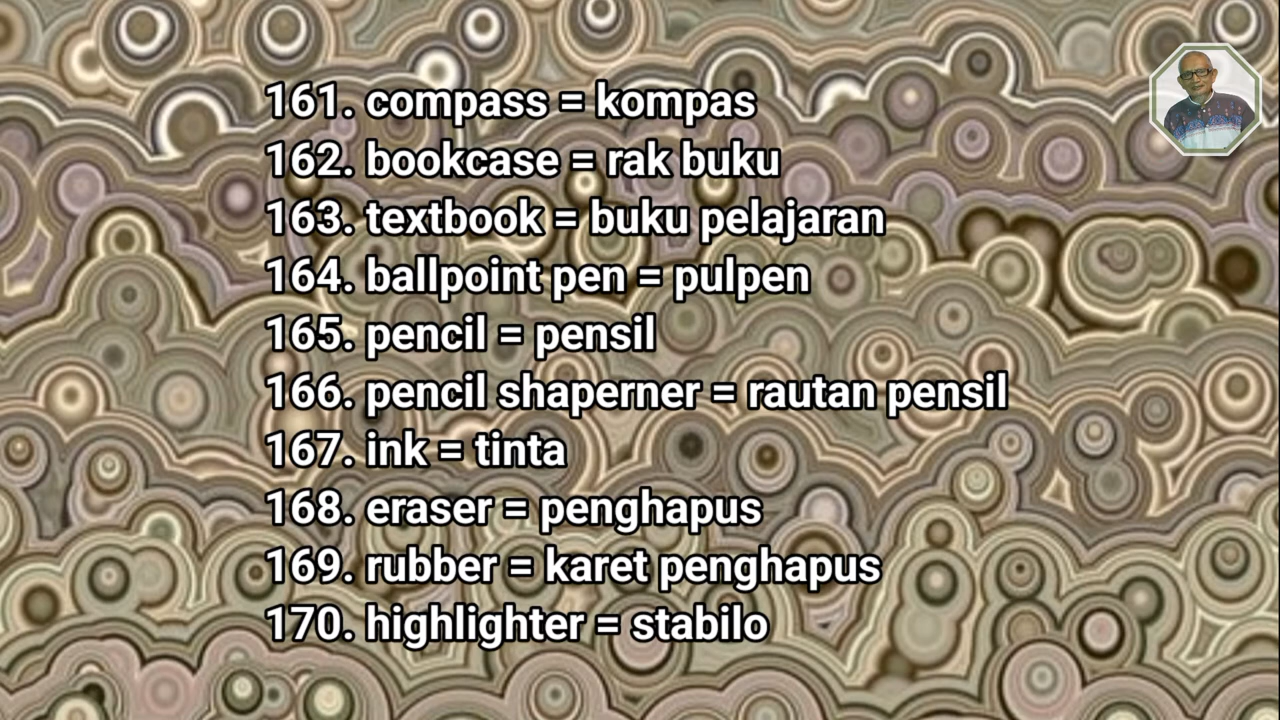 161. compass = kompas
162. bookcase = rak buku
163. textbook = buku pelajaran
164. ballpoint pen = pulpen
165. pencil = pensil
166. pencil shaperner = rautan pensil
167. ink = tinta
168. eraser = penghapus
169. rubber = karet penghapus
170. highlighter = stabilo